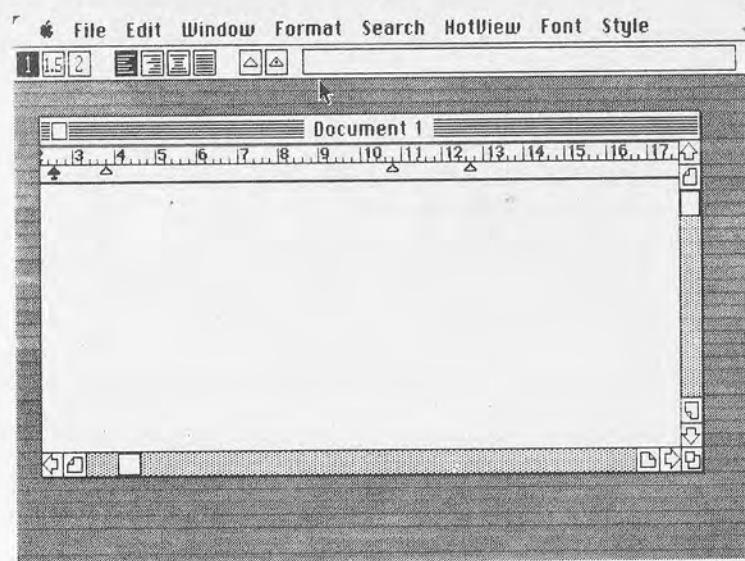 File Edit Window Format Search HotView Font Style
1 1.5 2
Document 1
3 4 5 6 7 8 9 10 11 12 13 14 15 16 17